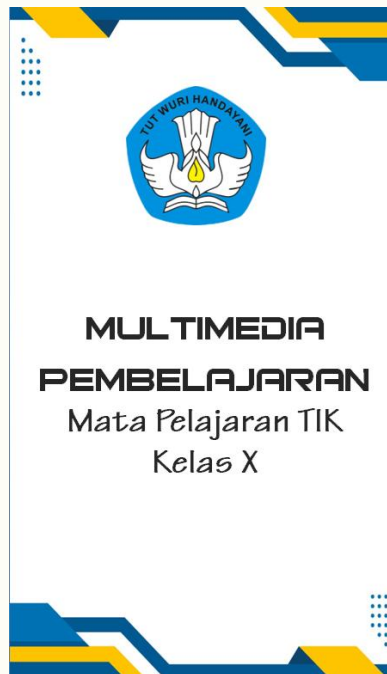 TUT WURI HANDAYANI
MULTIMEDIA
PEMBELAJARAN
Mata Pelajaran TIK
Kelas X